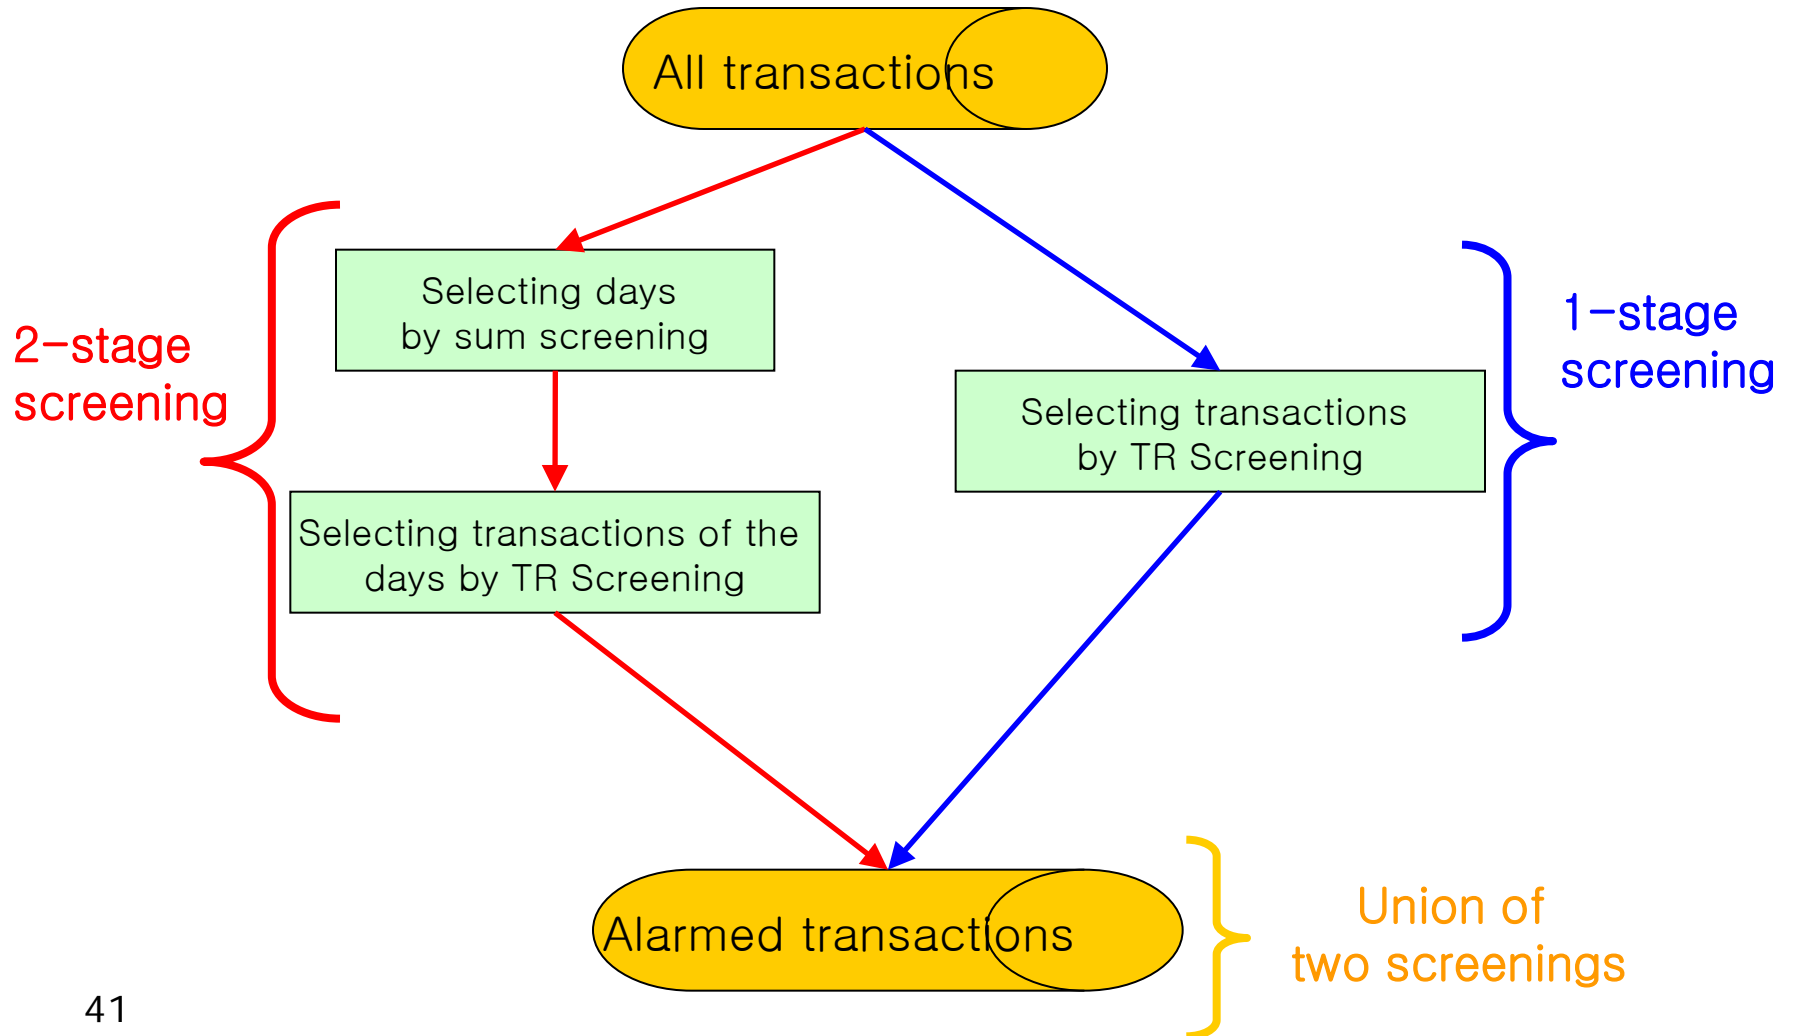 All transactions
Selecting days
by sum screening
2-stage
screening
1-stage
screening
Selecting transactions
by TR Screening
Selecting transactions of the
days by TR Screening
Alarmed transactions
Union of
two screenings
41